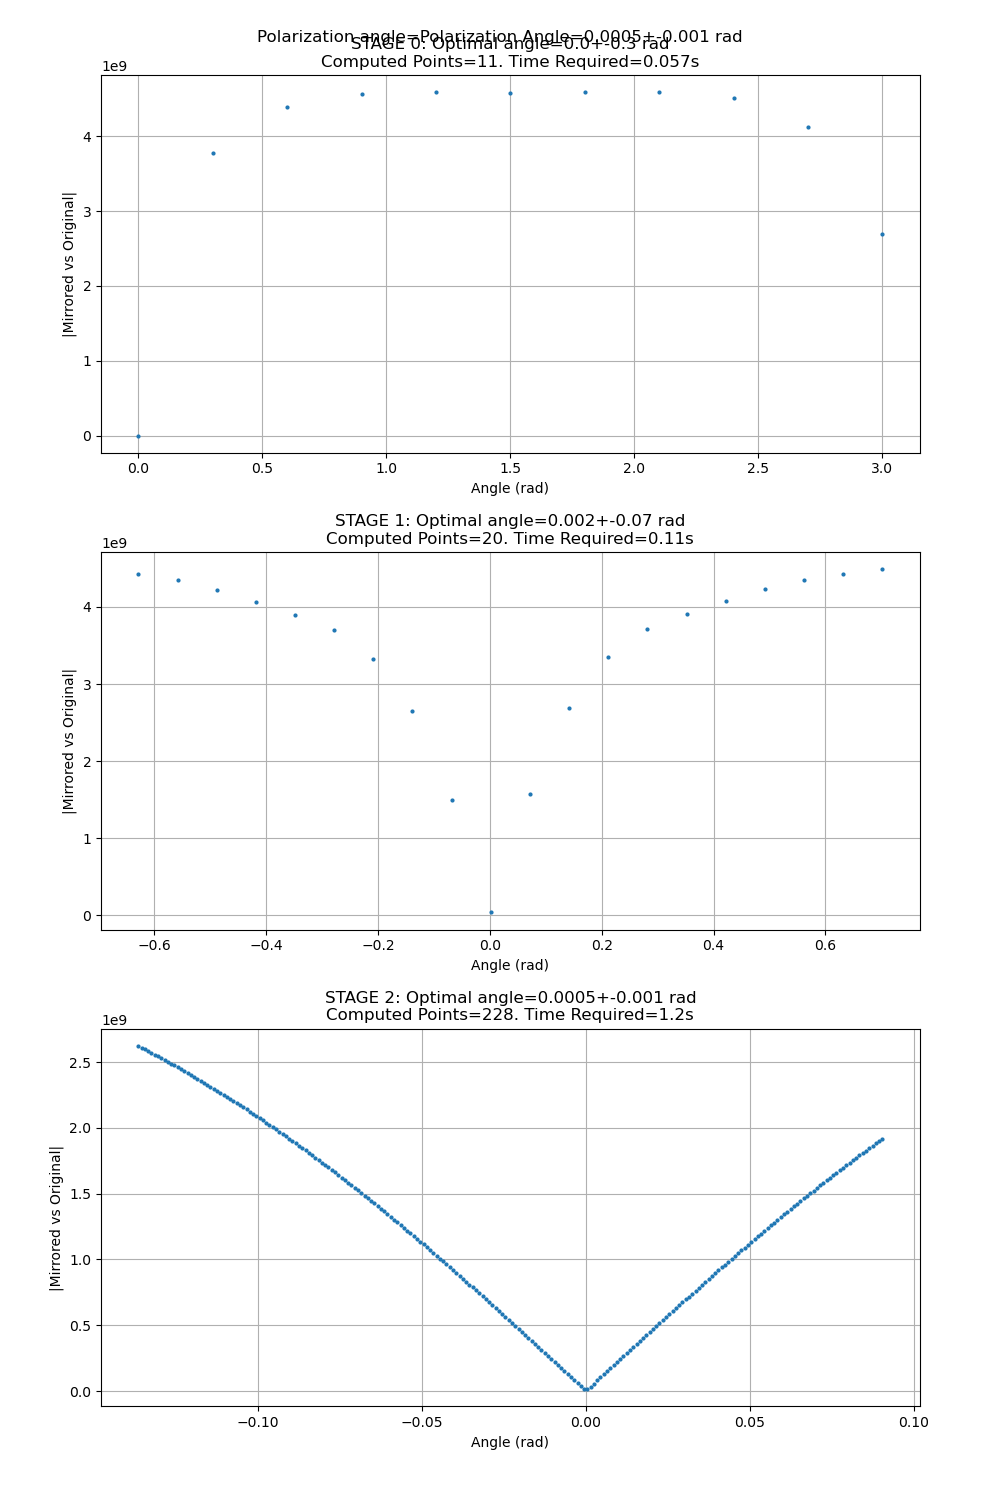 Polarization angle=Polarization Angle=0.0005+-0.001 rad
STAGE 0: Optimal angle=0.0+-0.3 rad
Computed Points=11. Time Required=0.057s
1e9
4
3
2
1
0
|Mirrored vs Original|
0.0 0.5 1.0 1.5 2.0 2.5 3.0
Angle (rad)
STAGE 1: Optimal angle=0.002+-0.07 rad
Computed Points=20. Time Required=0.11s
1e9
4
3
2
1
0
|Mirrored vs Original|
−0.6 −0.4 −0.2 0.0 0.2 0.4 0.6
Angle (rad)
STAGE 2: Optimal angle=0.0005+-0.001 rad
Computed Points=228. Time Required=1.2s
1e9
2.5
2.0
1.5
1.0
0.5
0.0
|Mirrored vs Original|
−0.10 −0.05 0.00 0.05 0.10
Angle (rad)